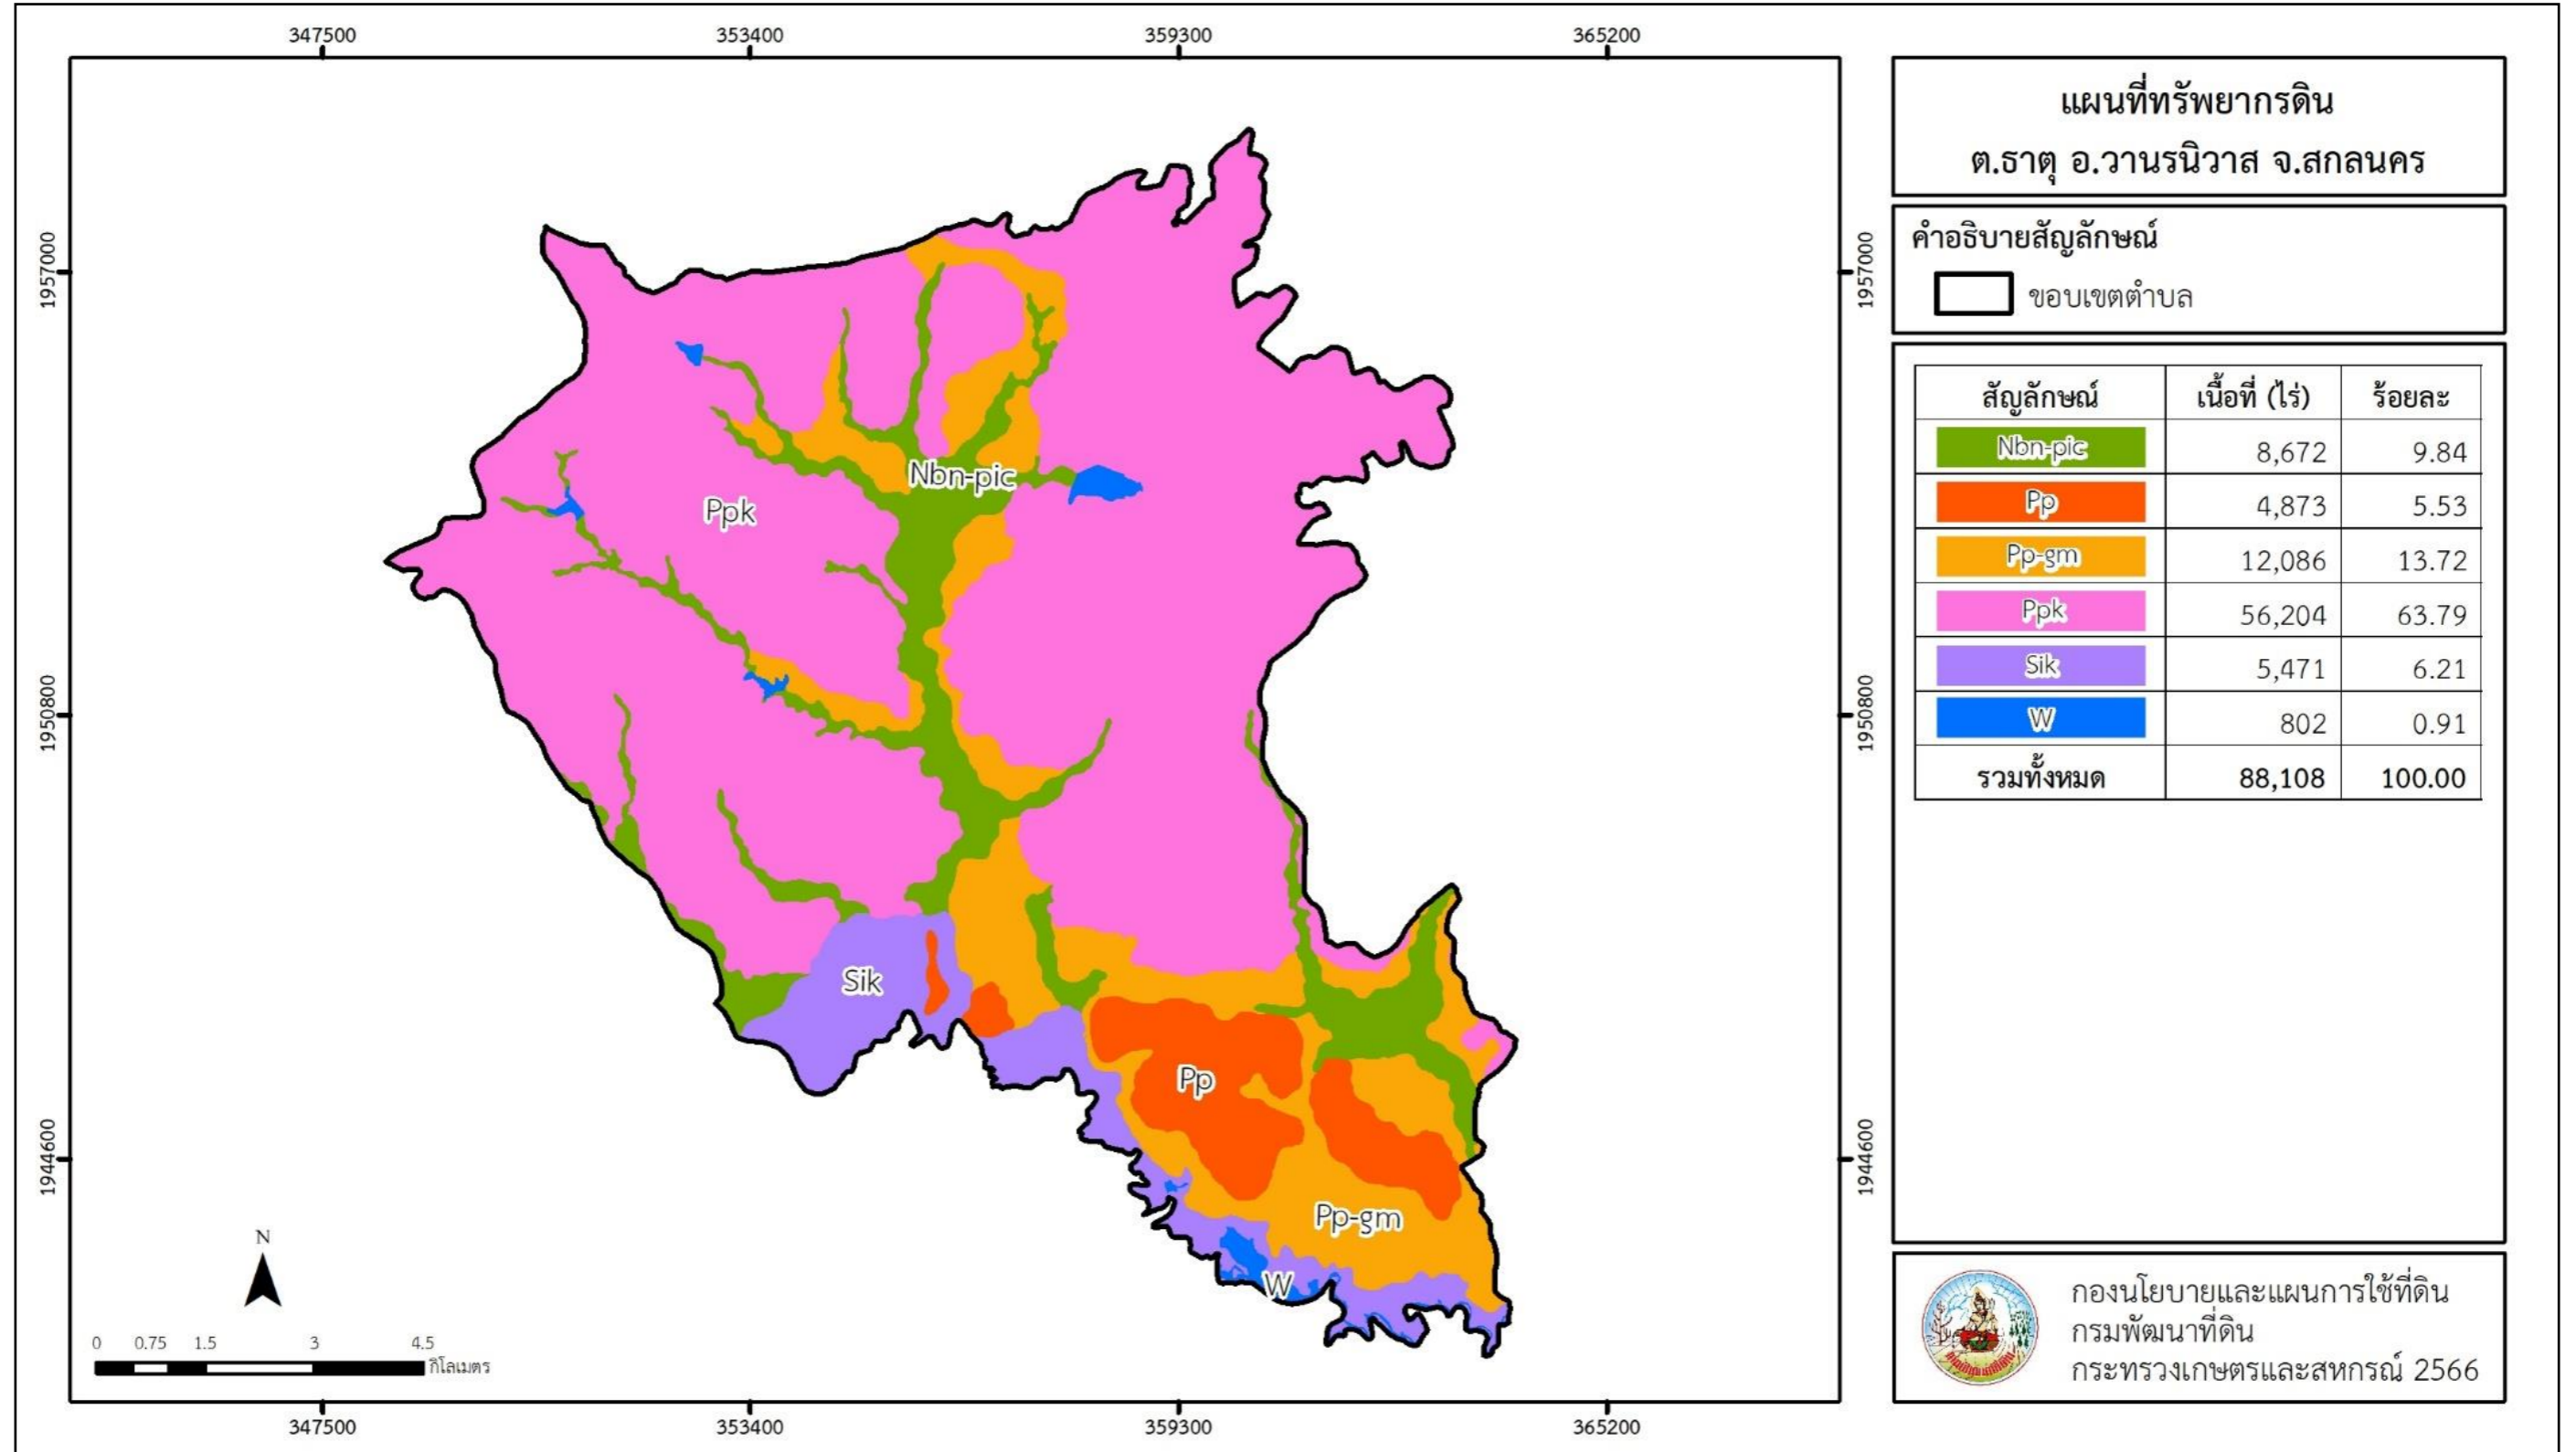 347500 353400 359300 365200
แผนที่ทรัพยากรดิน
ต.ธาตุ อ.วานรนิวาส จ.สกลนคร
คำอธิบายสัญลักษณ์
ขอบเขตตำบล
1957000 1957000
สัญลักษณ์ เนื้อที่ (ไร่) ร้อยละ
Nbn-pic 8,672 9.84
Pp 4,873 5.53
Pp-gm 12,086 13.72
Ppk 56,204 63.79
Sik 5,471 6.21
W 802 0.91
รวมทั้งหมด 88,108 100.00
Nbn-pic
Ppk
1950800 1950800
Sik
Pp
1944600 1944600
Pp-gm
W
N
0 0.75 1.5 3 4.5
กิโลเมตร
กองนโยบายและแผนการใช้ที่ดิน
กรมพัฒนาที่ดิน
กระทรวงเกษตรและสหกรณ์ 2566
347500 353400 359300 365200